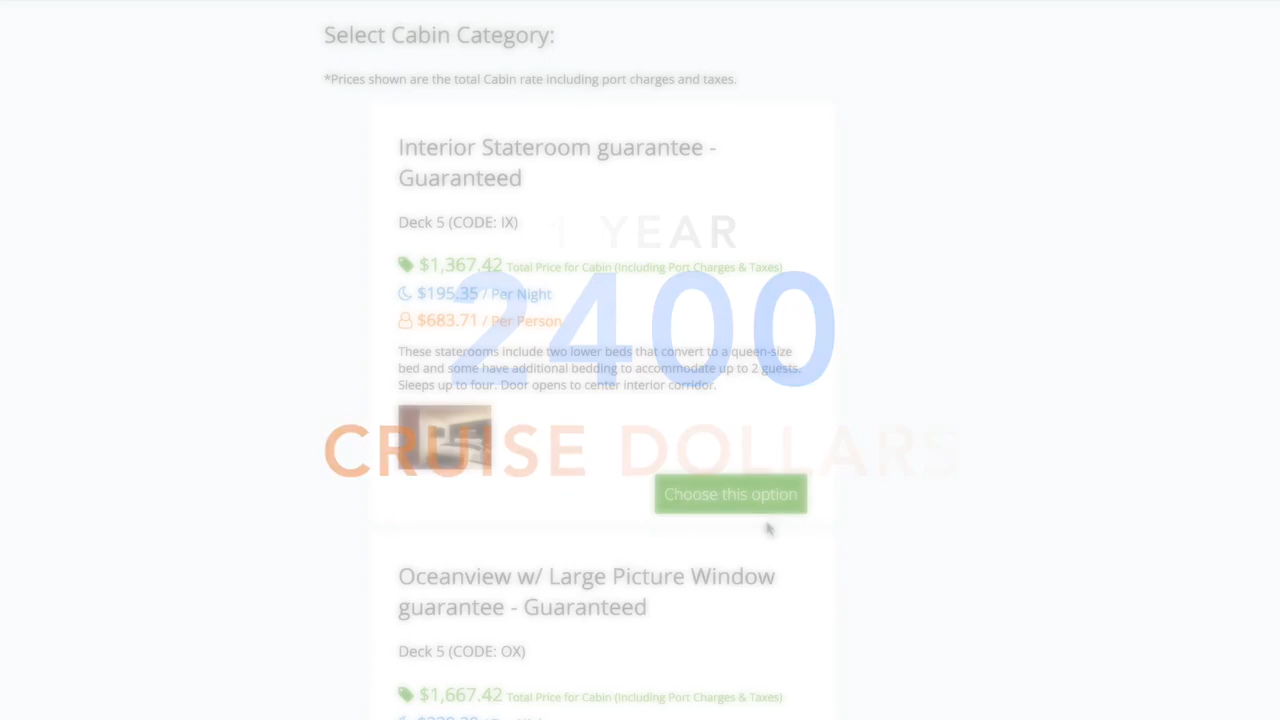 Select Cabin Category:
*Prices shown are the total Cabin rate including port charges and taxes.
Interior Stateroom guarantee -
Guaranteed
Deck 5 (CODE: IX)
1 YEAR
$1,367.42 Total Price for Cabin (Including Port Charges & Taxes)
$195.35 / Per Night
2400
$683.71 / Per Person
These staterooms include two lower beds that convert to a queen-size
bed and some have additional bedding to accommodate up to 2 guests.
Sleeps up to four. Door opens to center interior corridor.
CRUISE DOLLARS
Choose this option
Oceanview w/ Large Picture Window
guarantee - Guaranteed
Deck 5 (CODE: OX)
$1,667.42 Total Price for Cabin (Including Port Charges & Taxes)